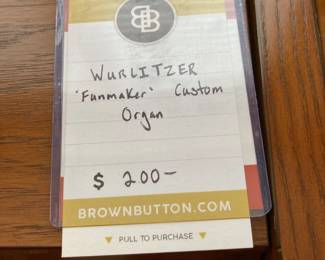 BB
WURLITZER
"Funmaker" Custom
Organ
$ 200-
BROWNBUTTON.COM
▼ PULL TO PURCHASE ▼